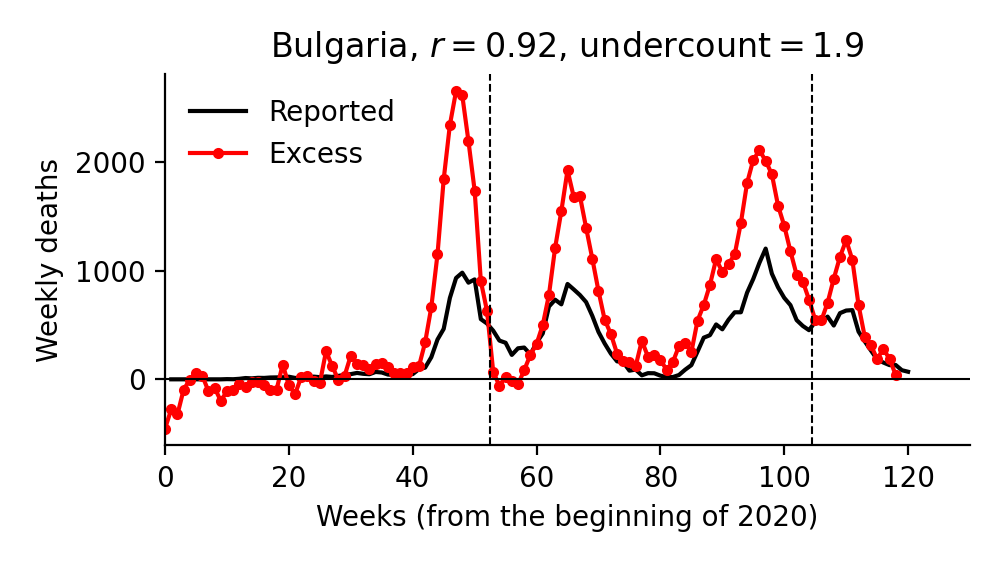 Bulgaria, r = 0.92, undercount = 1.9
Reported
Excess
Weekly deaths
2000
1000
0
0 20 40 60 80 100 120
Weeks (from the beginning of 2020)